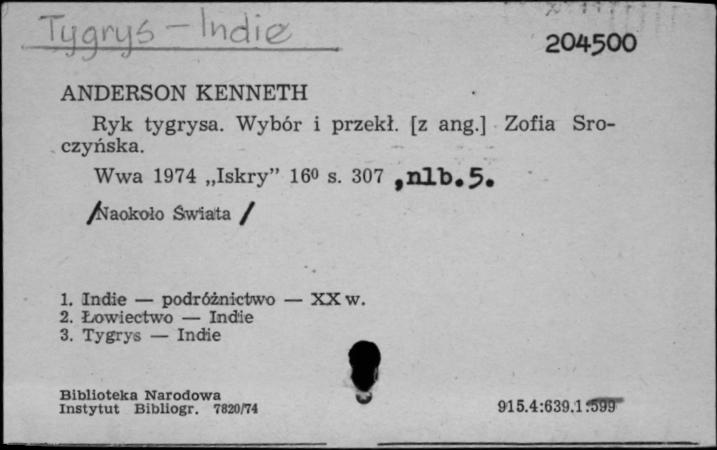 Tygrys - Indie
204500
ANDERSON KENNETH
Ryk tygrysa. Wybór i przekł. [z ang.] Zofia Sro-
czyńska.
Wwa 1974 „Iskry” 16⁰ s. 307 ,nlb.5.
/Naokoło Świata /
1. Indie — podróżnictwo — XX w.
2. Łowiectwo — Indie
3. Tygrys — Indie
Biblioteka Narodowa
Instytut Bibliogr. 7820/74
915.4:639.1:599